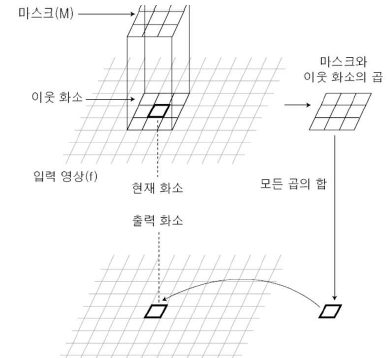 마스크(M)
마스크와
이웃 화소의 곱
이웃 화소
입력 영상(f)
현재 화소
모든 곱의 합
출력 화소